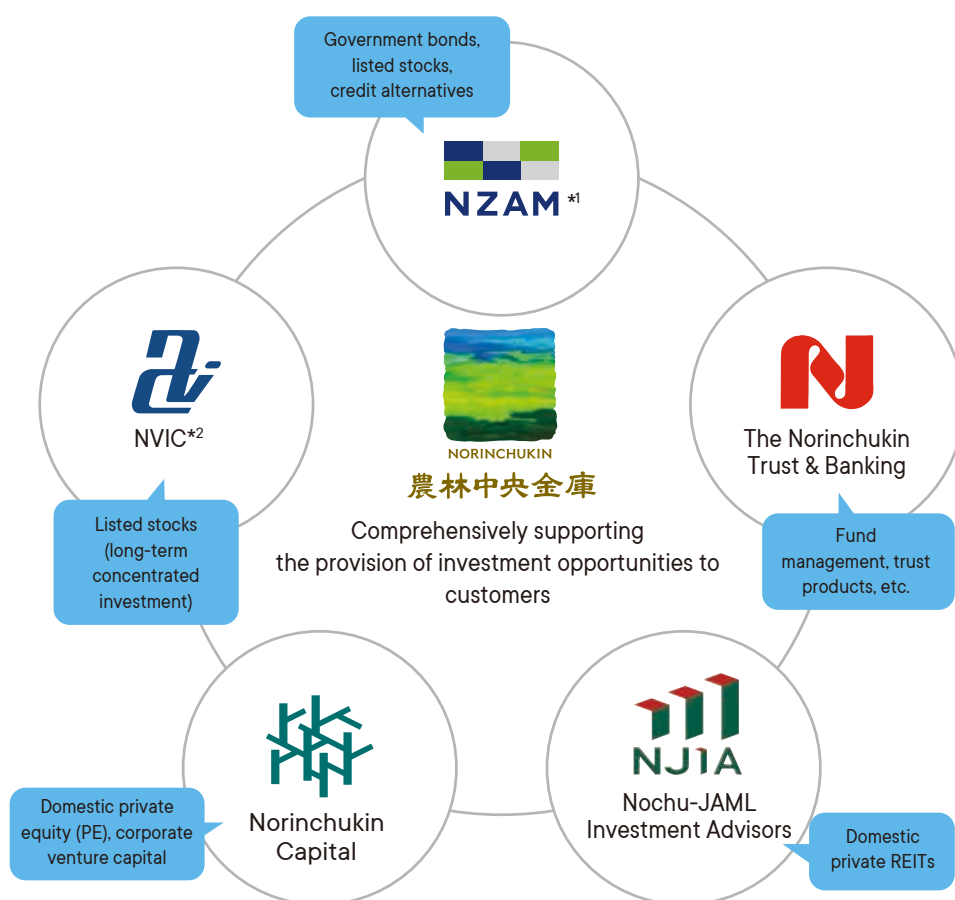 Government bonds,
listed stocks,
credit alternatives
NZAM *1
NVIC*2
Listed stocks
(long-term
concentrated
investment)
NORINCHUKIN
農林中央金庫
Comprehensively supporting
the provision of investment opportunities to
customers
The Norinchukin
Trust & Banking
Fund
management, trust
products, etc.
Norinchukin
Capital
Domestic private
equity (PE), corporate
venture capital
NJIA
Nochu-JAML
Investment Advisors
Domestic
private REITs